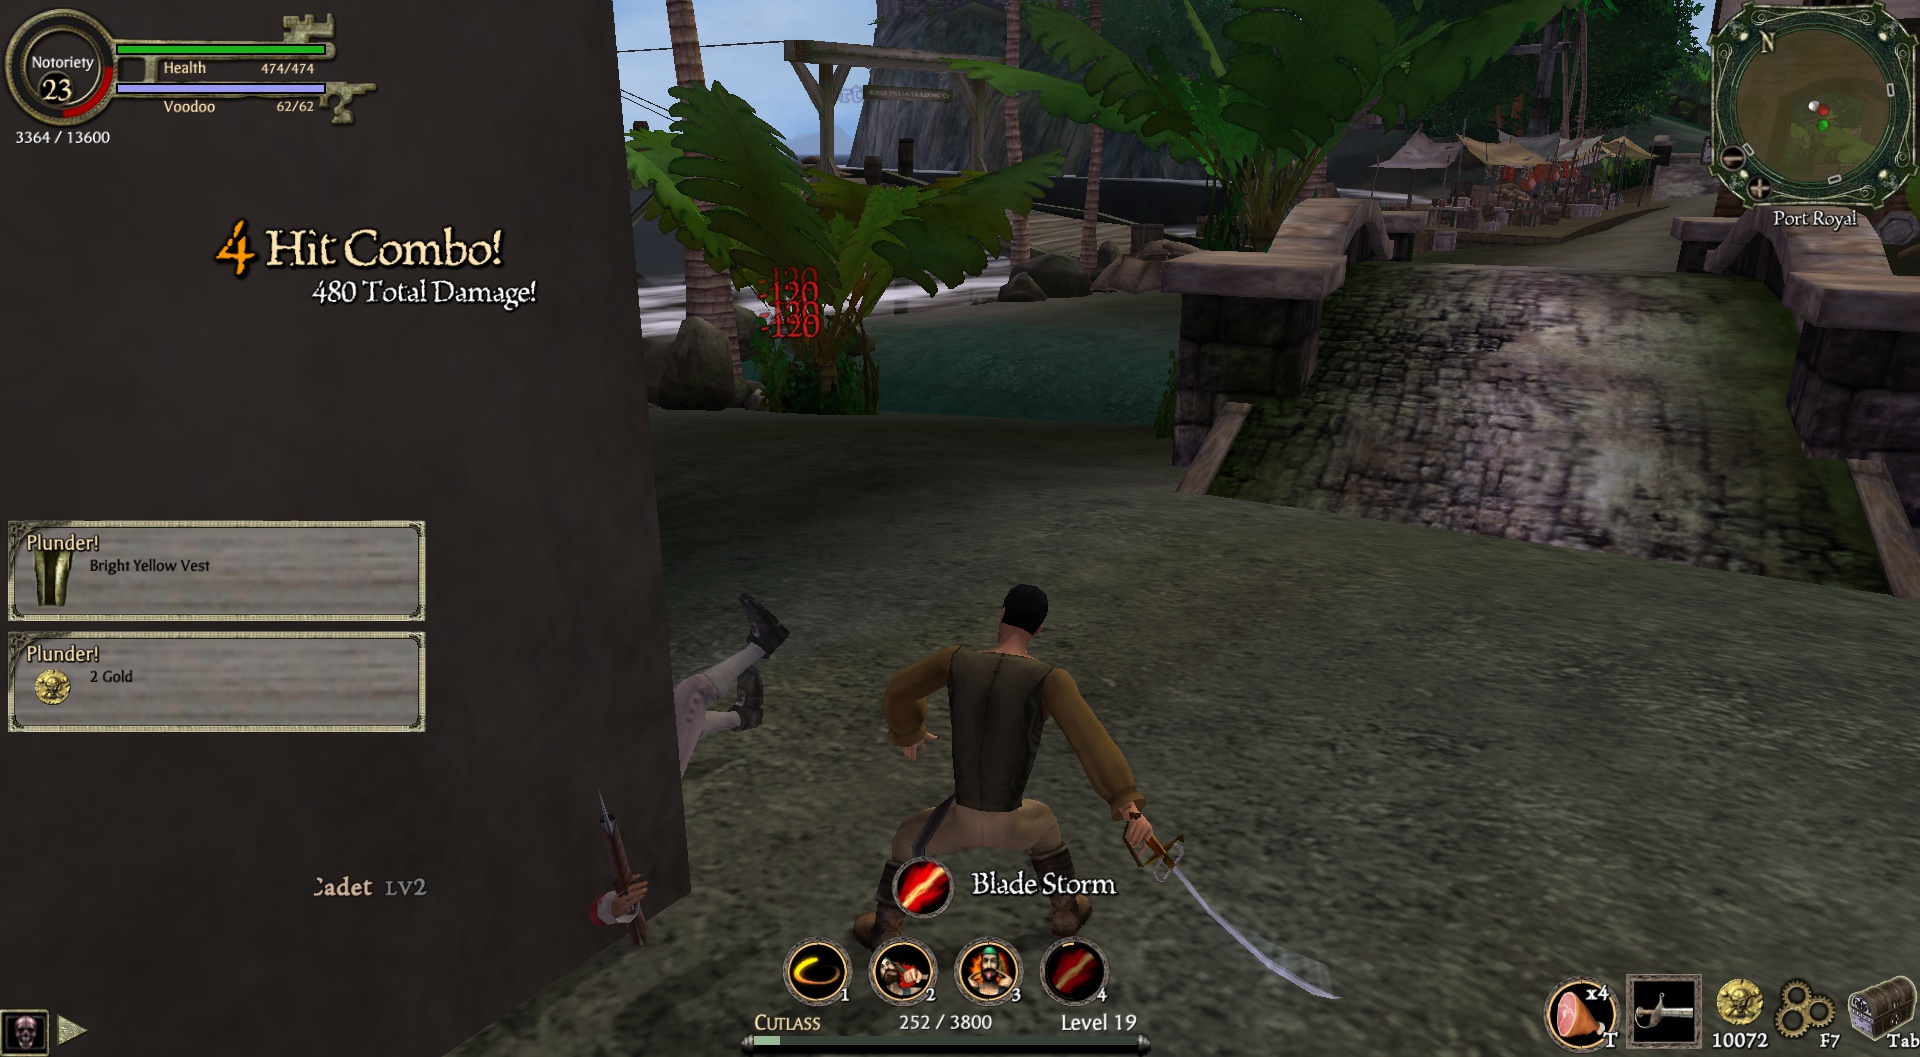 Notoriety
23
Health 474/474
Voodoo 62/62
3364 / 13600
N
Port Royal
4 Hit Combo!
480 Total Damage!
-130
-120
Plunder!
Bright Yellow Vest
Plunder!
2 Gold
Cadet LV2
Blade Storm
1
2
3
4
CUTLASS 252 / 3800 Level 19
x4
T
10072
F7
Tab